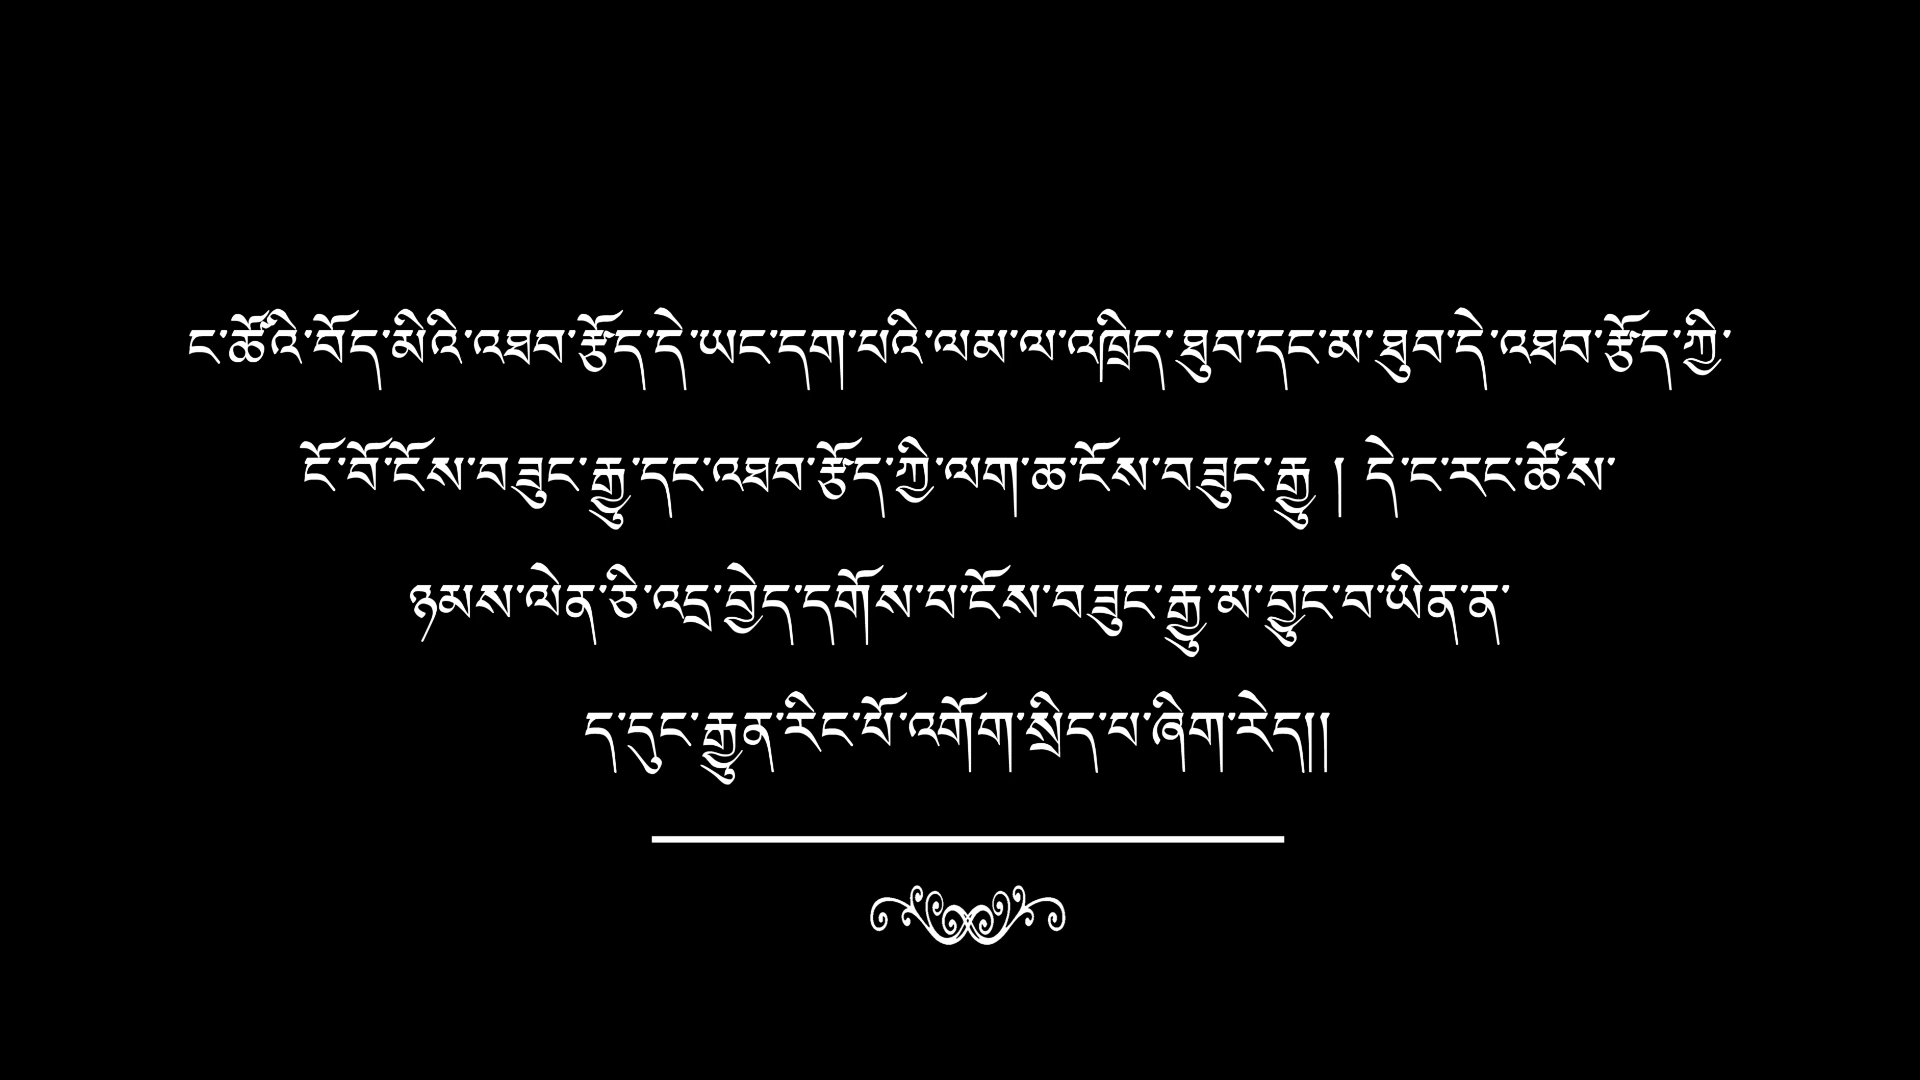 ང་ཚོའི་བོད་མིའི་འཐབ་རྩོད་དེ་ཡང་དག་པའི་ལམ་ལ་འཁྲིད་ཐུབ་དང་མ་ཐུབ་དེ་འཐབ་རྩོད་ཀྱི་
ངོ་བོ་ངོས་བཟུང་རྒྱུ་དང་འཐབ་རྩོད་ཀྱི་ལག་ཆ་ངོས་བཟུང་རྒྱུ། དེ་ང་རང་ཚོས་
ཉམས་ལེན་ཅི་འདྲ་བྱེད་དགོས་པ་ངོས་བཟུང་རྒྱུ་མ་བྱུང་བ་ཡིན་ན་
ད་དུང་རྒྱུན་རིང་པོ་འགོག་སྲིད་པ་ཞིག་རེད།།